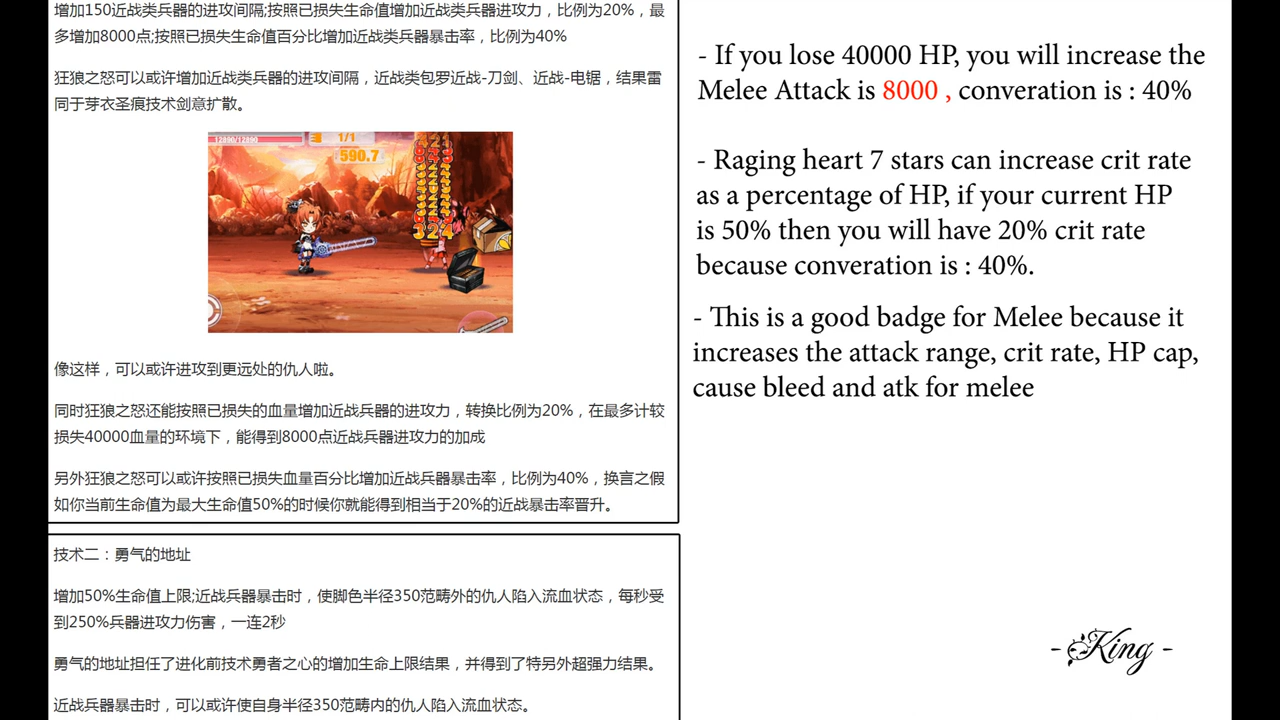 增加150近战类兵器的进攻间隔;按照已损失生命值增加近战类兵器进攻力，比例为20%，最
多增加8000点;按照已损失生命值百分比增加近战类兵器暴击率，比例为40%
狂狼之怒可以或许增加近战类兵器的进攻间隔，近战类包罗近战-刀剑、近战-电锯，结果雷
同于芽衣圣痕技术剑意扩散。
12890/12890
1/1
590.7
324
像这样，可以或许进攻到更远处的仇人啦。
同时狂狼之怒还能按照已损失的血量增加近战兵器的进攻力，转换比例为20%，在最多计较
损失40000血量的环境下，能得到8000点近战兵器进攻力的加成
另外狂狼之怒可以或许按照已损失血量百分比增加近战兵器暴击率，比例为40%，换言之假
如你当前生命值为最大生命值50%的时候你就能得到相当于20%的近战暴击率晋升。
技术二：勇气的地址
增加50%生命值上限;近战兵器暴击时，使脚色半径350范畴外的仇人陷入流血状态，每秒受
到250%兵器进攻力伤害，一连2秒
勇气的地址担任了进化前技术勇者之心的增加生命上限结果，并得到了特另外超强力结果。
近战兵器暴击时，可以或许使自身半径350范畴内的仇人陷入流血状态。
- If you lose 40000 HP, you will increase the
Melee Attack is 8000 , converation is : 40%
- Raging heart 7 stars can increase crit rate
as a percentage of HP, if your current HP
is 50% then you will have 20% crit rate
because converation is : 40%.
- This is a good badge for Melee because it
increases the attack range, crit rate, HP cap,
cause bleed and atk for melee
- King -